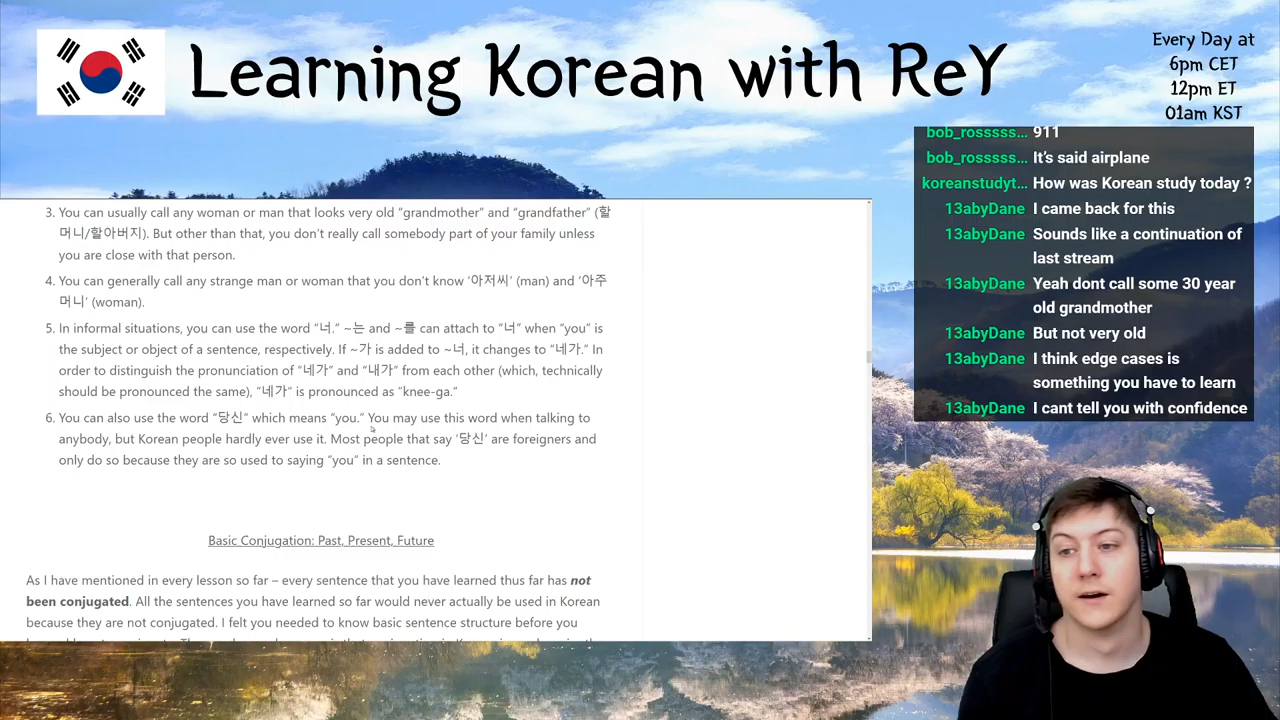 Learning Korean with ReY
Every Day at
6pm CET
12pm ET
01am KST
bob_rosssss… 911
bob_rosssss… It’s said airplane
koreanstudyt… How was Korean study today ?
13abyDane I came back for this
13abyDane Sounds like a continuation of
last stream
13abyDane Yeah dont call some 30 year
old grandmother
13abyDane But not very old
13abyDane I think edge cases is
something you have to learn
13abyDane I cant tell you with confidence
3. You can usually call any woman or man that looks very old “grandmother” and “grandfather” (할
머니/할아버지). But other than that, you don’t really call somebody part of your family unless
you are close with that person.
4. You can generally call any strange man or woman that you don’t know ‘아저씨’ (man) and ‘아주
머니’ (woman).
5. In informal situations, you can use the word “너.” ~는 and ~를 can attach to “너” when “you” is
the subject or object of a sentence, respectively. If ~가 is added to ~너, it changes to “네가.” In
order to distinguish the pronunciation of “네가” and “내가” from each other (which, technically
should be pronounced the same), “네가” is pronounced as “knee-ga.”
6. You can also use the word “당신” which means “you.” You may use this word when talking to
anybody, but Korean people hardly ever use it. Most people that say ‘당신’ are foreigners and
only do so because they are so used to saying “you” in a sentence.
Basic Conjugation: Past, Present, Future
As I have mentioned in every lesson so far – every sentence that you have learned thus far has not
been conjugated. All the sentences you have learned so far would never actually be used in Korean
because they are not conjugated. I felt you needed to know basic sentence structure before you